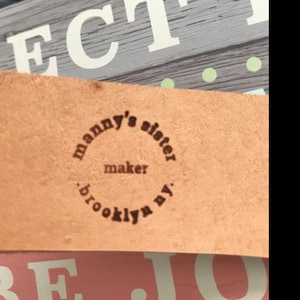 ECT
manny's sister
maker
.brooklyn ny.
BE JO